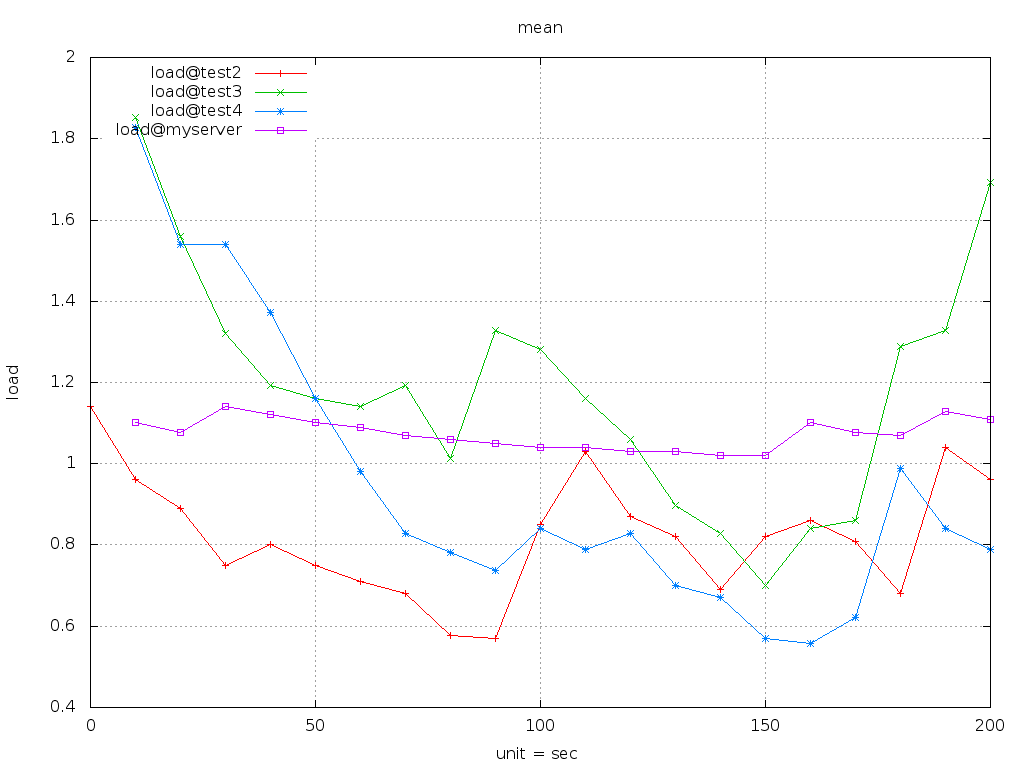 mean
2
load@test2
load@test3
load@test4
load@myserver
1.8
1.6
1.4
1.2
load
1
0.8
0.6
0.4
0 50 100 150 200
unit = sec